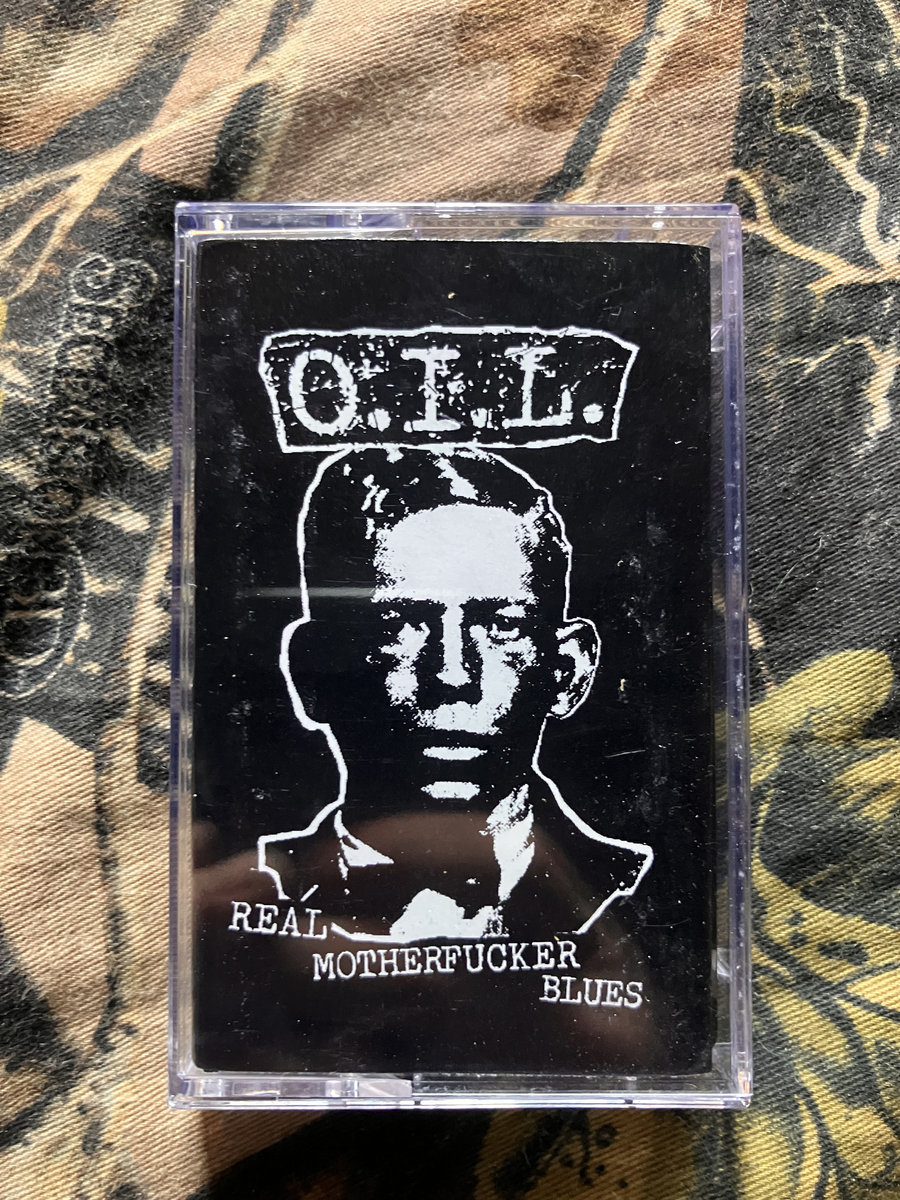 O.I.L.
REAL
MOTHERFUCKER
BLUES